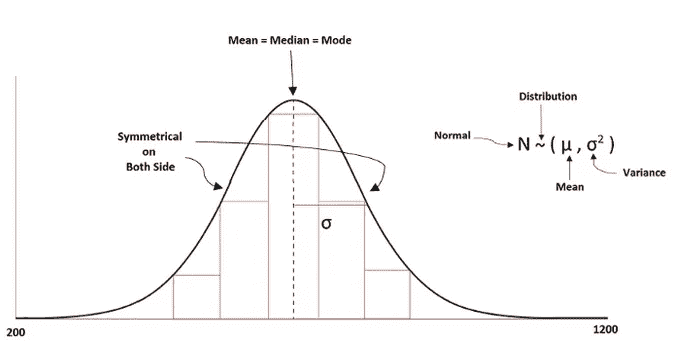 Mean = Median = Mode
Distribution
Symmetrical
on
Both Side
Normal
N ~ ( μ , σ² )
Variance
Mean
σ
200
1200